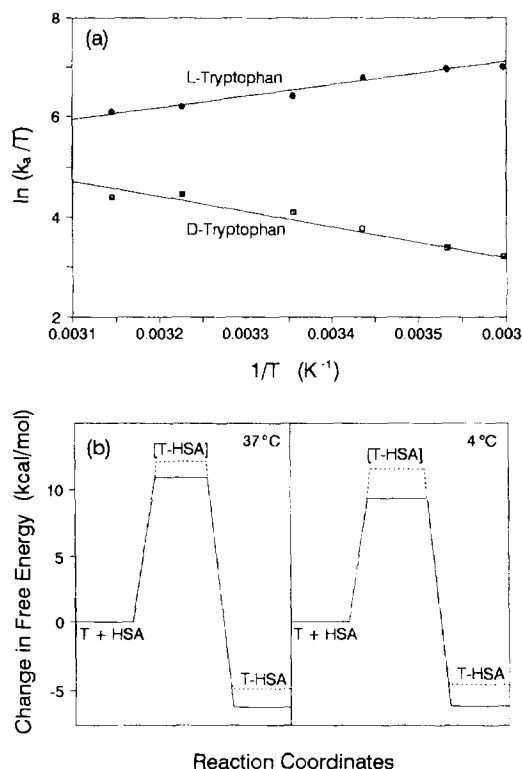 (a)
8
L-Tryptophan
6
ln (kₐ/T)
4
D-Tryptophan
2
0.0031 0.0032 0.0033 0.0034 0.0035 0.003
1/T (K⁻¹)
(b)
[T-HSA] 37 °C
[T-HSA] 4 °C
Change in Free Energy (kcal/mol)
10
5
0
T + HSA
T + HSA
T-HSA
T-HSA
-5
Reaction Coordinates